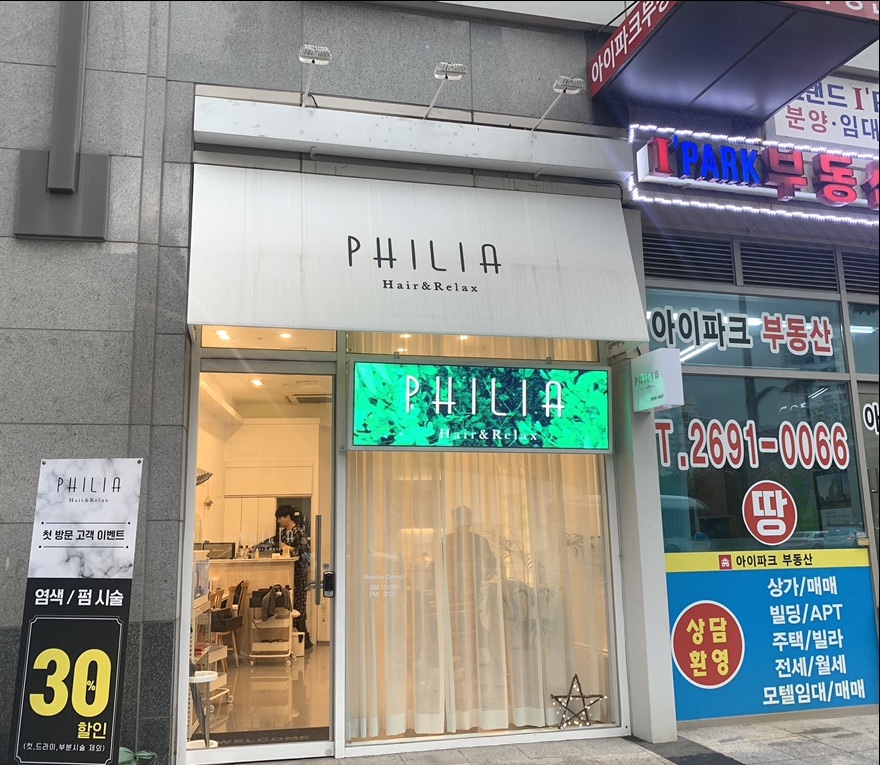 PHILIA
Hair&Relax
PHILIA
Hair&Relax
PHILIA
PHILIA
Hair&Relax
첫 방문 고객 이벤트
염색 / 펌 시술
30%
할인
(컷,드라이,부분시술 제외)
Monday Closed
WELCOME
아이파크부동
I'P
분양·임대
I'PARK 부동산
아이파크 부동산
T.2691-0066
땅
아이파크 부동산
상담
환영
상가/매매
빌딩/APT
주택/빌라
전세/월세
모텔임대/매매